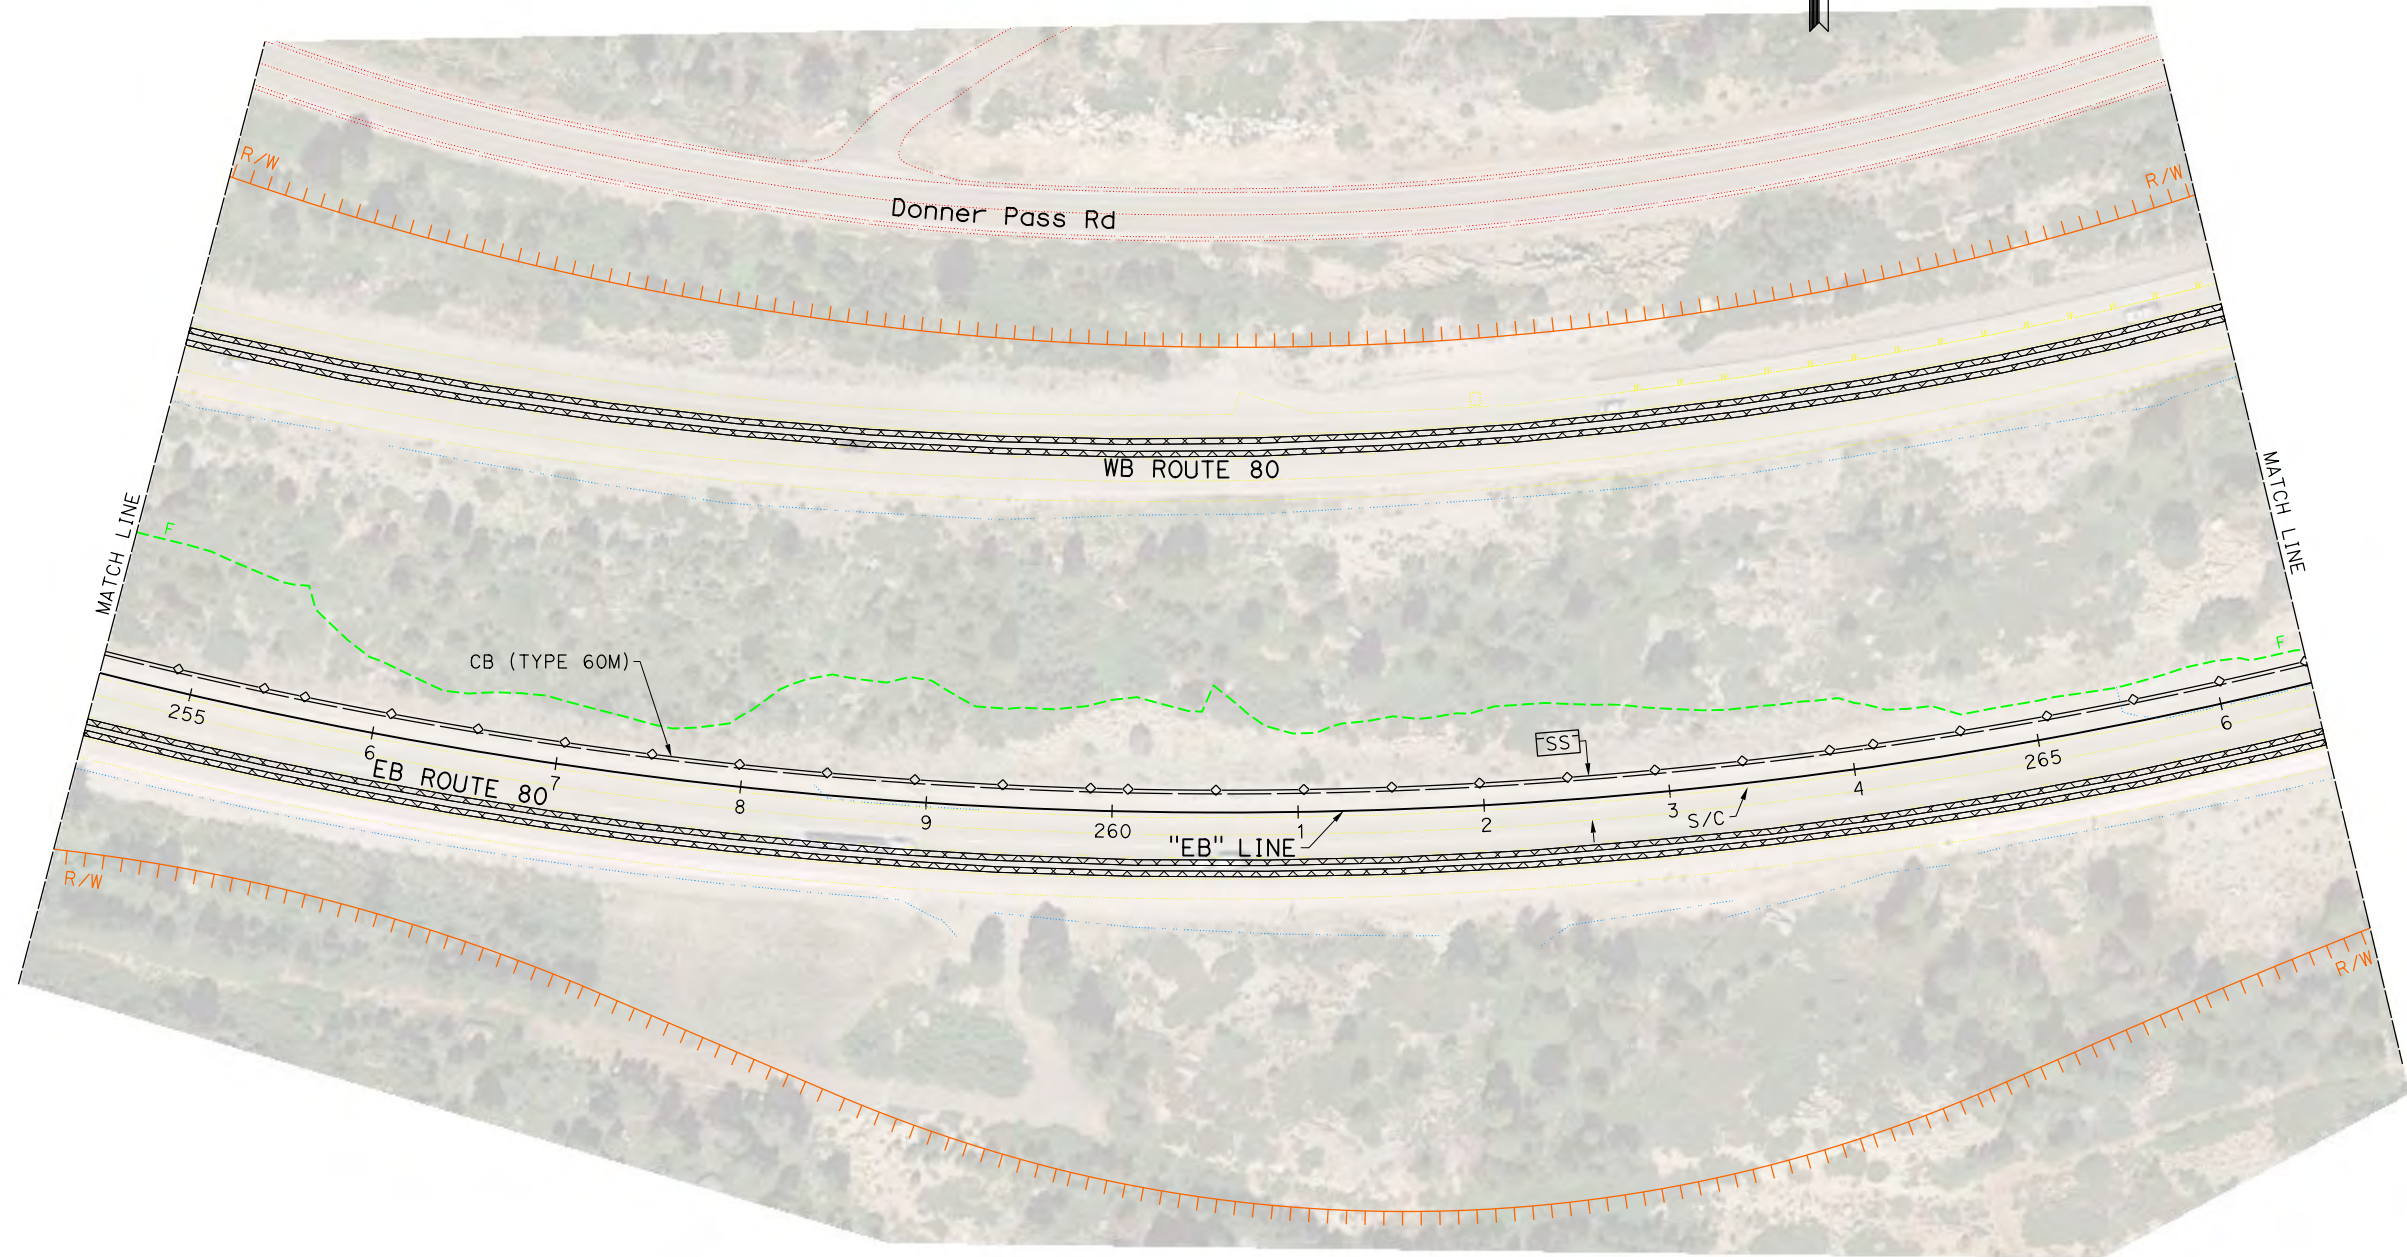 R/W
R/W
Donner Pass Rd
WB ROUTE 80
MATCH LINE
MATCH LINE
F
F
CB (TYPE 60M)
SS
255
6
7
8
9
260
1
2
3
4
265
6
EB ROUTE 80
"EB" LINE
S/C
R/W
R/W